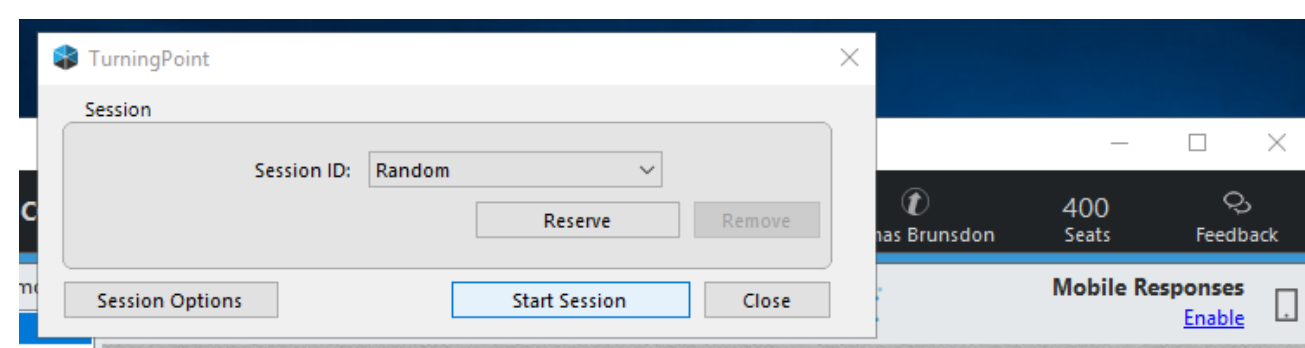 TurningPoint
Session
Session ID: Random
Reserve Remove
Session Options Start Session Close
400
Brunsdon Seats Feedback
Mobile Responses
Enable